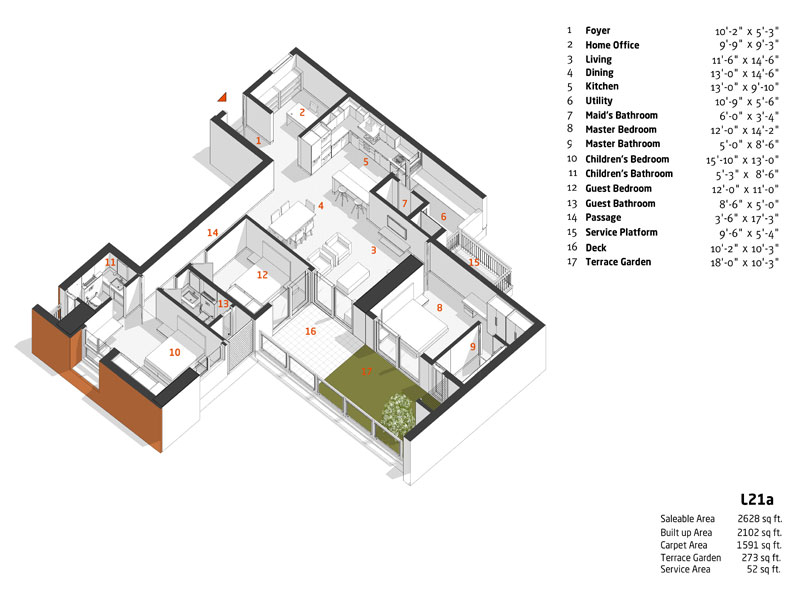 1 Foyer 10'-2" x 5'-3"
2 Home Office 9'-9" x 9'-3"
3 Living 11'-6" x 14'-6"
4 Dining 13'-0" x 14'-6"
5 Kitchen 13'-0" x 9'-10"
6 Utility 10'-9" x 5'-6"
7 Maid's Bathroom 6'-0" x 3'-4"
8 Master Bedroom 12'-0" x 14'-2"
9 Master Bathroom 5'-0" x 8'-6"
10 Children's Bedroom 15'-10" x 13'-0"
11 Children's Bathroom 5'-3" x 8'-6"
12 Guest Bedroom 12'-0" x 11'-0"
13 Guest Bathroom 8'-6" x 5'-0"
14 Passage 3'-6" x 17'-3"
15 Service Platform 9'-6" x 5'-4"
16 Deck 10'-2" x 10'-3"
17 Terrace Garden 18'-0" x 10'-3"
2
1
5
7
4
6
14
3
11
15
12
13
8
16
9
10
17
L21a
Saleable Area 2628 sq ft.
Built up Area 2102 sq ft.
Carpet Area 1591 sq ft.
Terrace Garden 273 sq ft.
Service Area 52 sq ft.